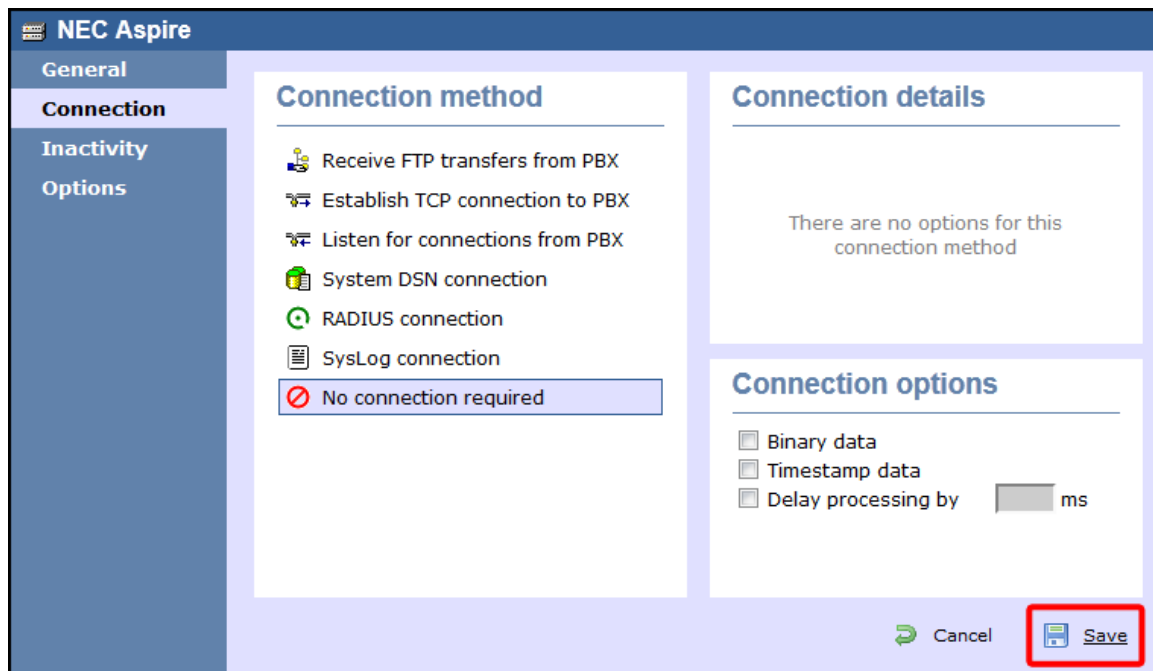 NEC Aspire
General
Connection
Inactivity
Options
Connection method
Receive FTP transfers from PBX
Establish TCP connection to PBX
Listen for connections from PBX
System DSN connection
RADIUS connection
SysLog connection
No connection required
Connection details
There are no options for this
connection method
Connection options
Binary data
Timestamp data
Delay processing by ms
Cancel
Save